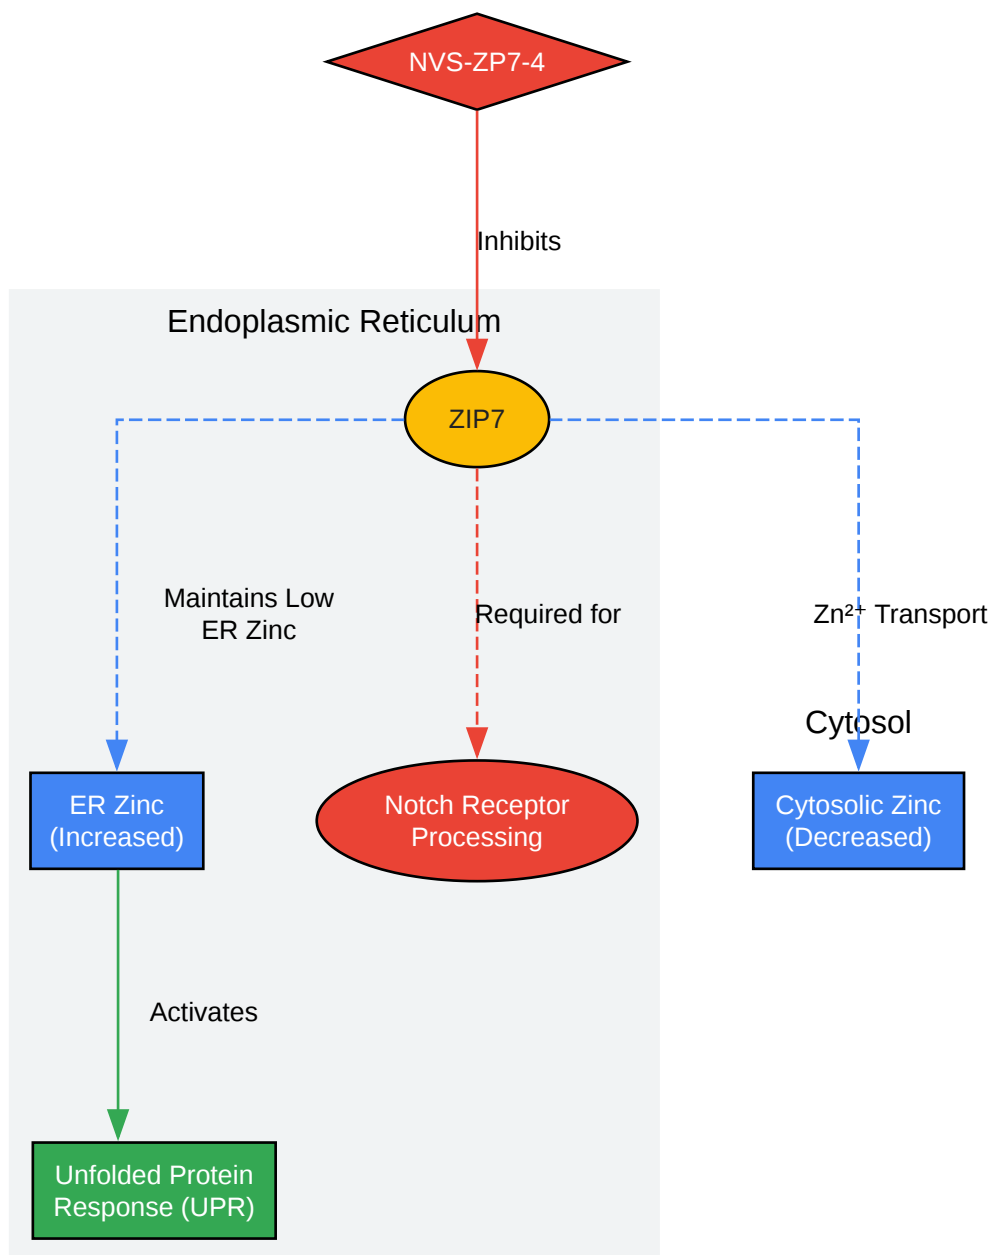 NVS-ZP7-4
Inhibits
Endoplasmic Reticulum
ZIP7
Maintains Low
ER Zinc
Required for
Zn²⁺ Transport
Cytosol
ER Zinc
(Increased)
Notch Receptor
Processing
Cytosolic Zinc
(Decreased)
Activates
Unfolded Protein
Response (UPR)